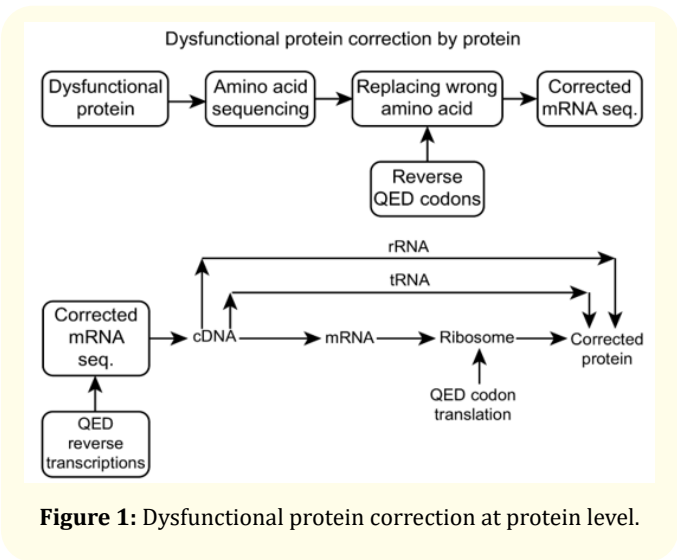 Dysfunctional protein correction by protein
Dysfunctional
protein
Amino acid
sequencing
Replacing wrong
amino acid
Corrected
mRNA seq.
Reverse
QED codons
rRNA
tRNA
Corrected
mRNA
seq.
cDNA
mRNA
Ribosome
Corrected
protein
QED codon
translation
QED
reverse
transcriptions
Figure 1: Dysfunctional protein correction at protein level.